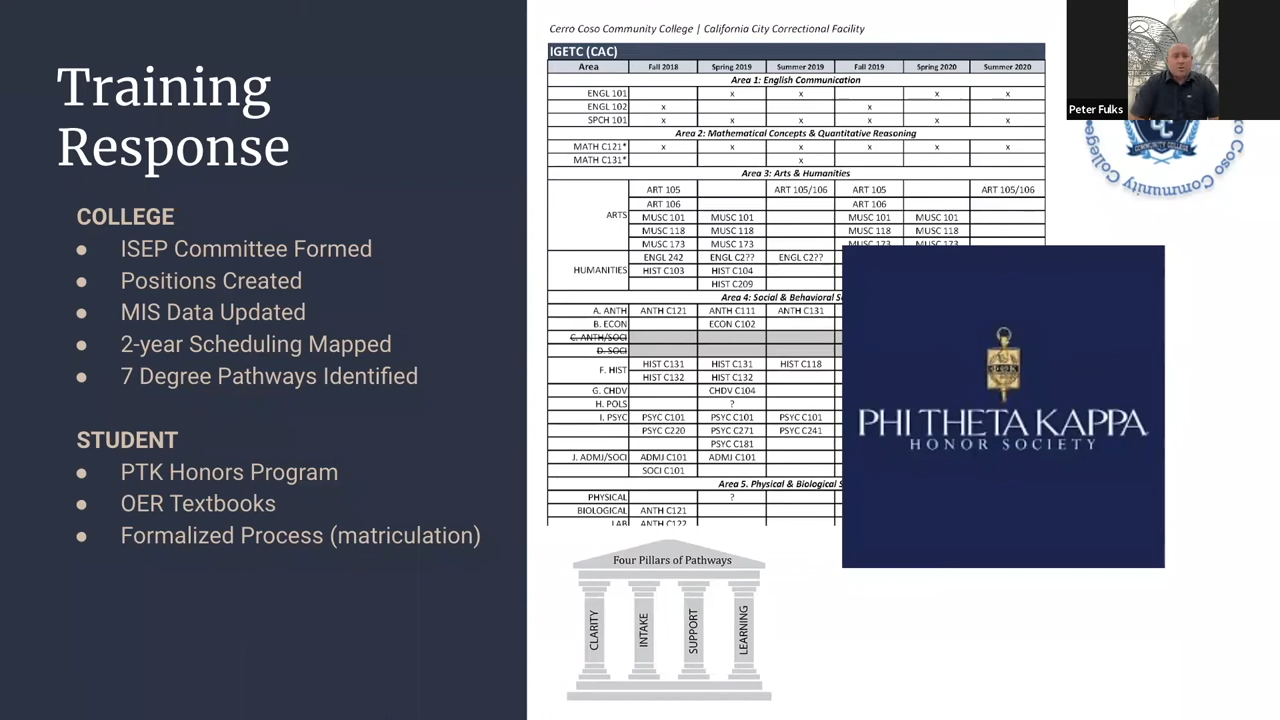 Training
Response
COLLEGE
● ISEP Committee Formed
● Positions Created
● MIS Data Updated
● 2-year Scheduling Mapped
● 7 Degree Pathways Identified
STUDENT
● PTK Honors Program
● OER Textbooks
● Formalized Process (matriculation)
Cerro Coso Community College | California City Correctional Facility
IGETC (CAC)
Area Fall 2018 Spring 2019 Summer 2019 Fall 2019 Spring 2020 Summer 2020
Area 1: English Communication
ENGL 101 x x x x
ENGL 102 x x
SPCH 101 x x x x x x
Area 2: Mathematical Concepts & Quantitative Reasoning
MATH C121* x x x x x x
MATH C131* x
Area 3: Arts & Humanities
ARTS
ART 105 ART 105/106 ART 105 ART 105/106
ART 106 ART 106
MUSC 101 MUSC 101 MUSC 101 MUSC 101
MUSC 118 MUSC 118 MUSC 118 MUSC 118
MUSC 173 MUSC 173 MUSC 173 MUSC 173
HUMANITIES
ENGL 242 ENGL C2?? ENGL C2??
HIST C103 HIST C104
HIST C209
Area 4: Social & Behavioral
A. ANTH ANTH C121 ANTH C111 ANTH C131
B. ECON ECON C102
C. ANTH/SOCI
D. SOCI
F. HIST
HIST C131 HIST C131 HIST C118
HIST C132 HIST C132
G. CHDV CHDV C104
H. POLS ?
I. PSYC PSYC C101 PSYC C101 PSYC C101
PSYC C220 PSYC C271 PSYC C241
PSYC C181
J. ADMJ/SOCI ADMJ C101 ADMJ C101
SOCI C101
Area 5. Physical & Biological
PHYSICAL ?
BIOLOGICAL ANTH C121
LAB ANTH C122
PHI THETA KAPPA
HONOR SOCIETY
Four Pillars of Pathways
CLARITY
INTAKE
SUPPORT
LEARNING
Peter Fulks
COMMUNITY COLLEGE
Coso Community College